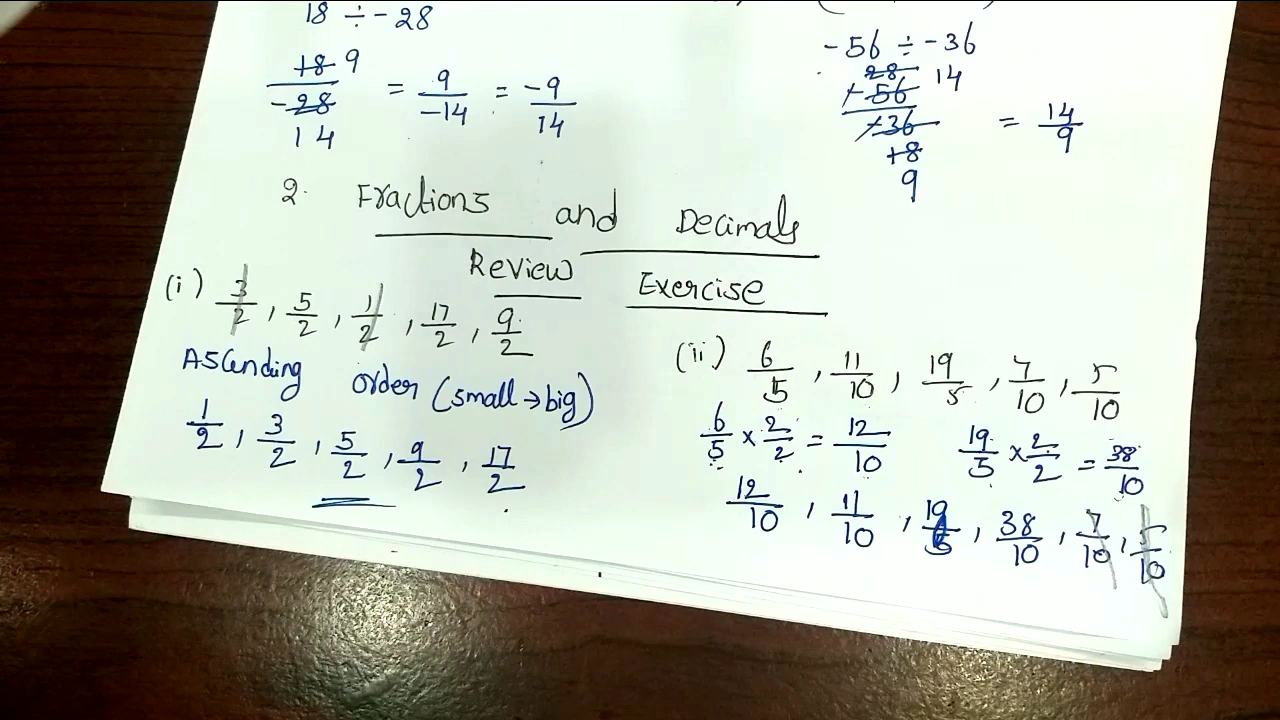 18 ÷ -28
-56 ÷ -36
18 9
28 14
-56
-28
= 9/-14 = -9/14
-36
= 14/9
14
18
9
2. Fractions and Decimals
Review Exercise
(i) 3/2, 5/2, 1/2, 17/2, 9/2
Ascending order (small→big)
1/2, 3/2, 5/2, 9/2, 17/2
(ii) 6/5, 11/10, 19/5, 7/10, 5/10
6/5 × 2/2 = 12/10
19/5 × 2/2 = 38/10
12/10, 11/10, 19/5, 38/10, 7/10, 5/10